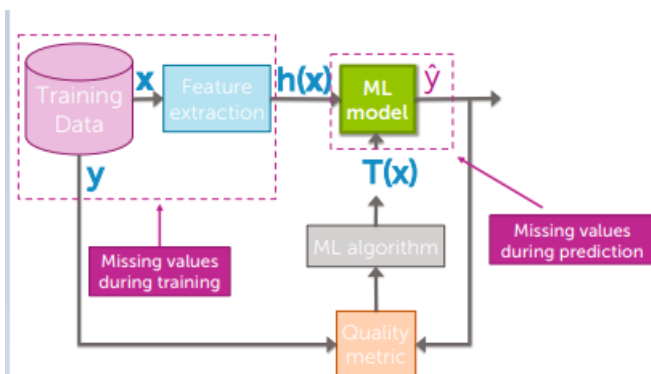 Training
Data
x
Feature
extraction
h(x)
ML
model
ŷ
y
T(x)
Missing values
during training
ML algorithm
Missing values
during prediction
Quality
metric